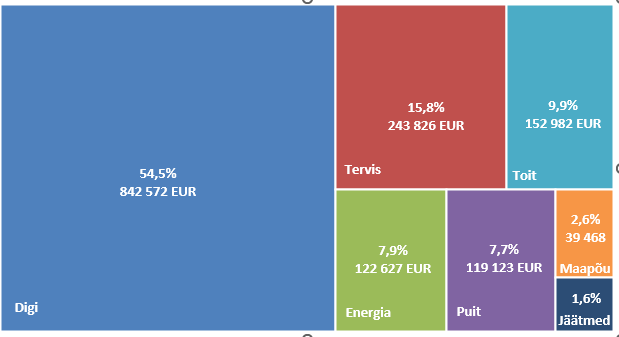 54,5%
842 572 EUR
Digi
15,8%
243 826 EUR
Tervis
9,9%
152 982 EUR
Toit
7,9%
122 627 EUR
Energia
7,7%
119 123 EUR
Puit
2,6%
39 468
Maapõu
1,6%
Jäätmed